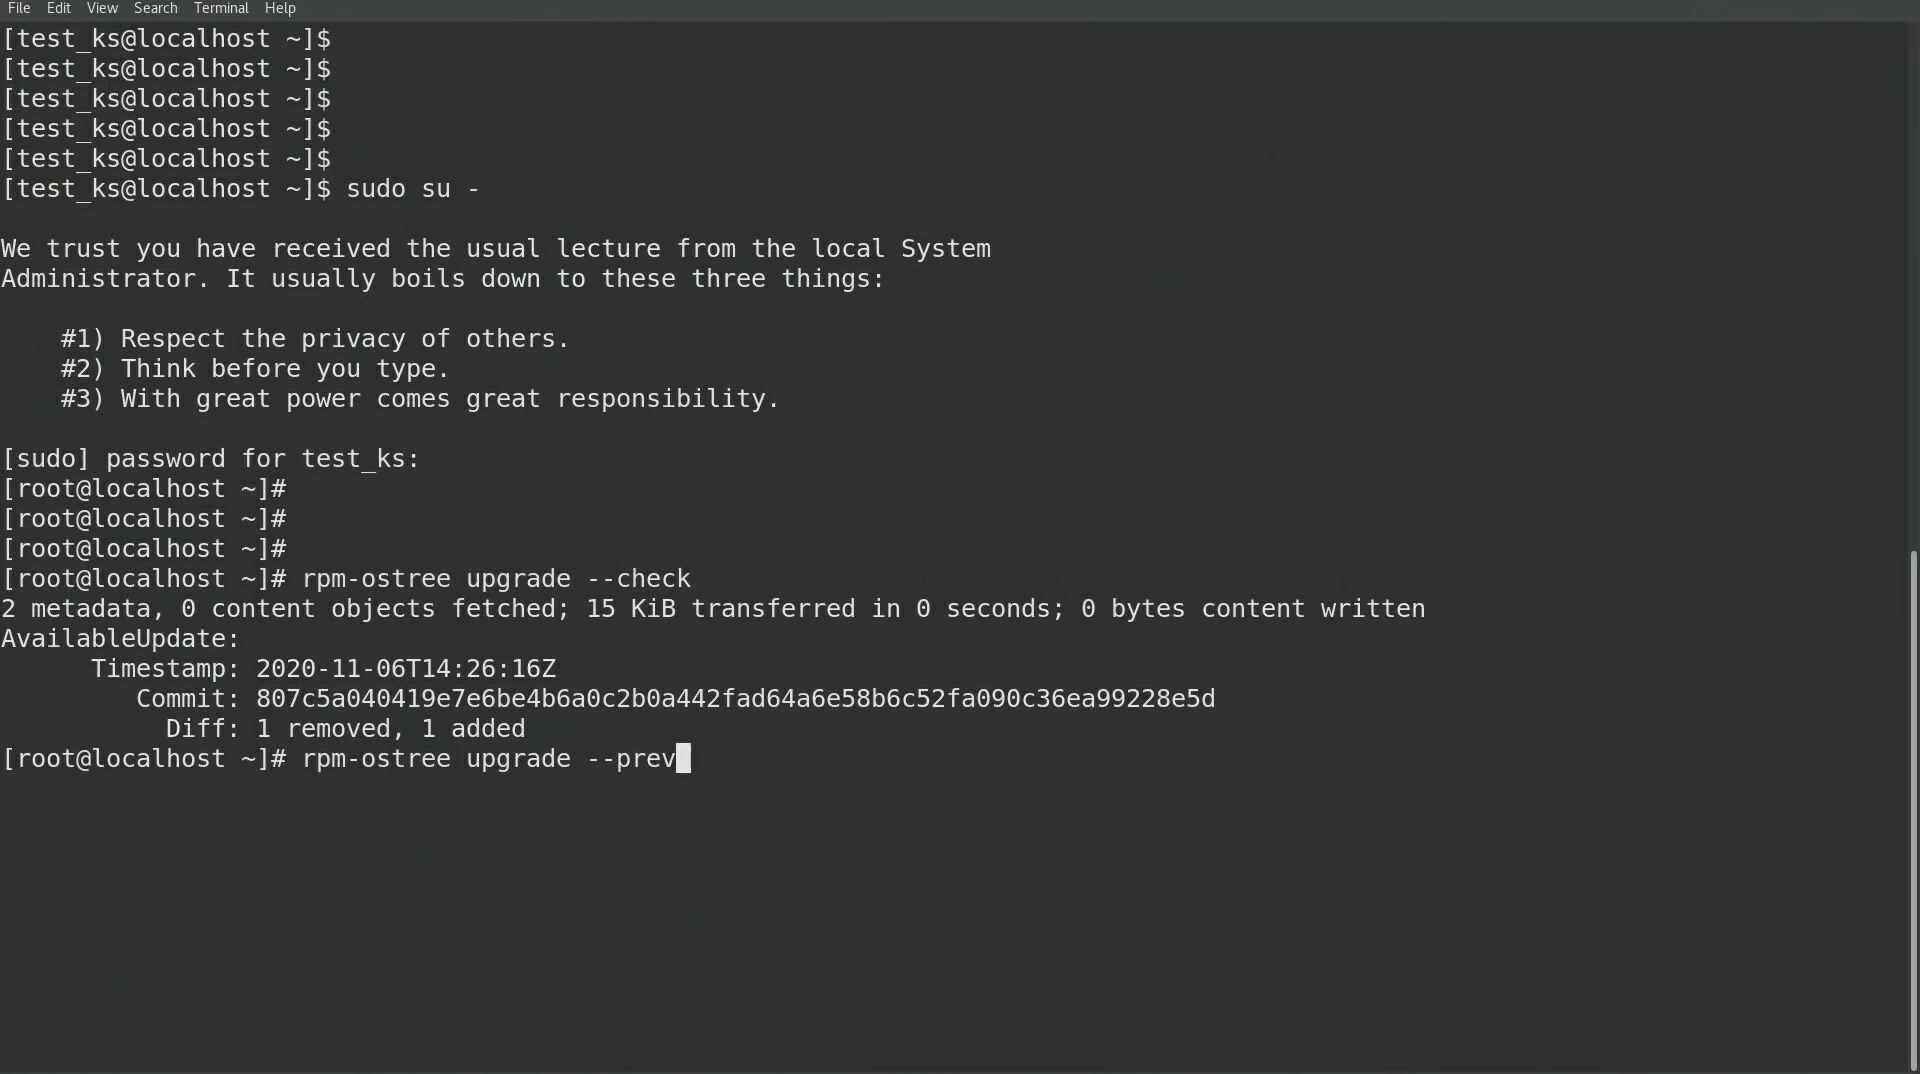 File Edit View Search Terminal Help
[test_ks@localhost ~]$
[test_ks@localhost ~]$
[test_ks@localhost ~]$
[test_ks@localhost ~]$
[test_ks@localhost ~]$
[test_ks@localhost ~]$ sudo su -
We trust you have received the usual lecture from the local System
Administrator. It usually boils down to these three things:
#1) Respect the privacy of others.
#2) Think before you type.
#3) With great power comes great responsibility.
[sudo] password for test_ks:
[root@localhost ~]#
[root@localhost ~]#
[root@localhost ~]#
[root@localhost ~]# rpm-ostree upgrade --check
2 metadata, 0 content objects fetched; 15 KiB transferred in 0 seconds; 0 bytes content written
AvailableUpdate:
Timestamp: 2020-11-06T14:26:16Z
Commit: 807c5a040419e7e6be4b6a0c2b0a442fad64a6e58b6c52fa090c36ea99228e5d
Diff: 1 removed, 1 added
[root@localhost ~]# rpm-ostree upgrade --prev